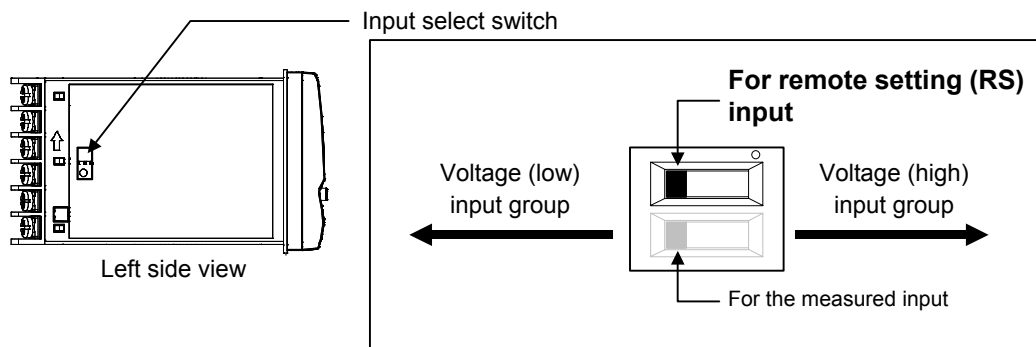 Input select switch
For remote setting (RS)
input
Voltage (low)
input group
Voltage (high)
input group
Left side view
For the measured input